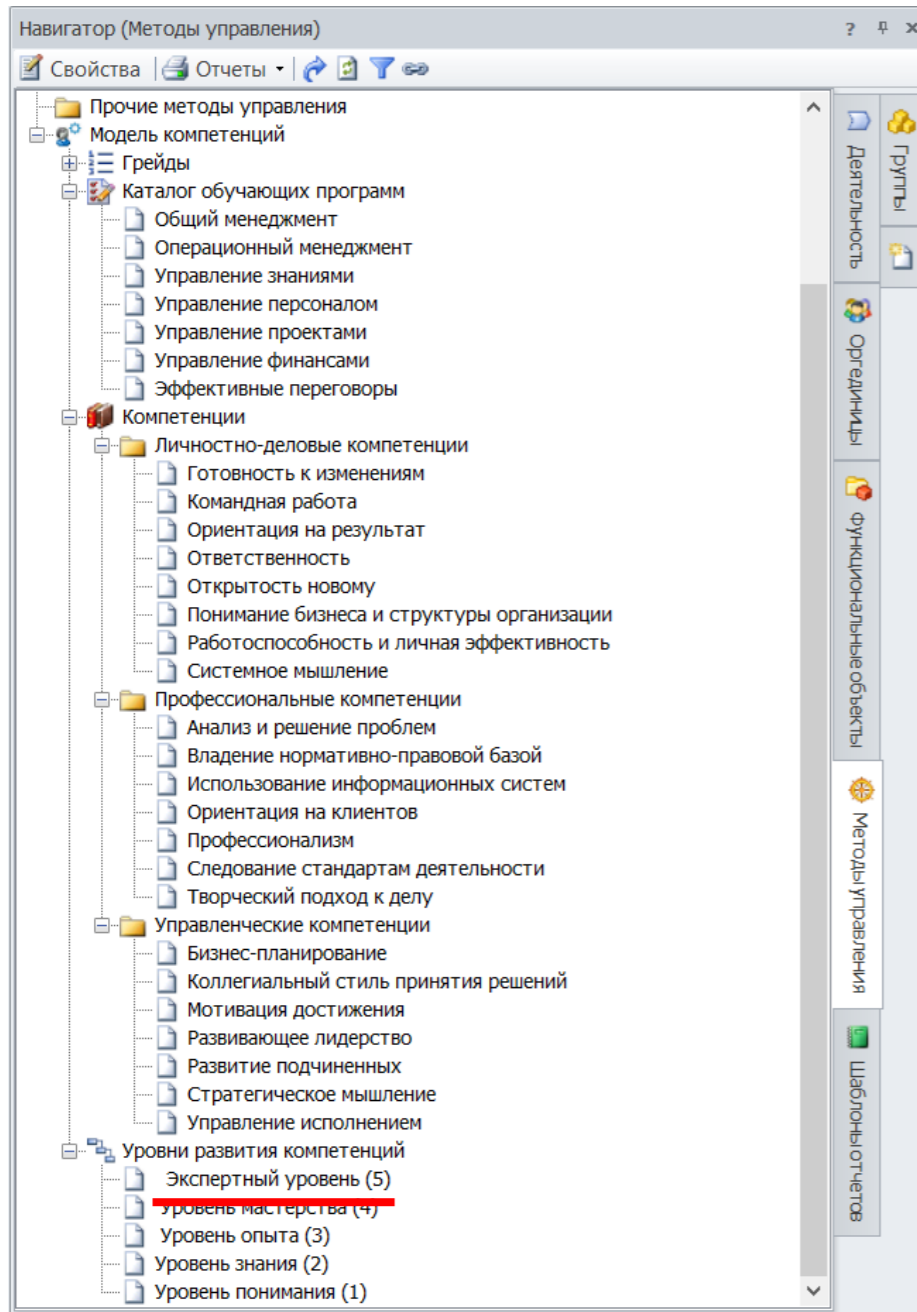 Навигатор (Методы управления)
Свойства Отчеты
Прочие методы управления
Модель компетенций
Грейды
Каталог обучающих программ
Общий менеджмент
Операционный менеджмент
Управление знаниями
Управление персоналом
Управление проектами
Управление финансами
Эффективные переговоры
Компетенции
Личностно-деловые компетенции
Готовность к изменениям
Командная работа
Ориентация на результат
Ответственность
Открытость новому
Понимание бизнеса и структуры организации
Работоспособность и личная эффективность
Системное мышление
Профессиональные компетенции
Анализ и решение проблем
Владение нормативно-правовой базой
Использование информационных систем
Ориентация на клиентов
Профессионализм
Следование стандартам деятельности
Творческий подход к делу
Управленческие компетенции
Бизнес-планирование
Коллегиальный стиль принятия решений
Мотивация достижения
Развивающее лидерство
Развитие подчиненных
Стратегическое мышление
Управление исполнением
Уровни развития компетенций
Экспертный уровень (5)
Уровень мастерства (4)
Уровень опыта (3)
Уровень знания (2)
Уровень понимания (1)
Деятельность
Оргединицы
Функциональные объекты
Методы управления
Шаблоны отчетов
Группы